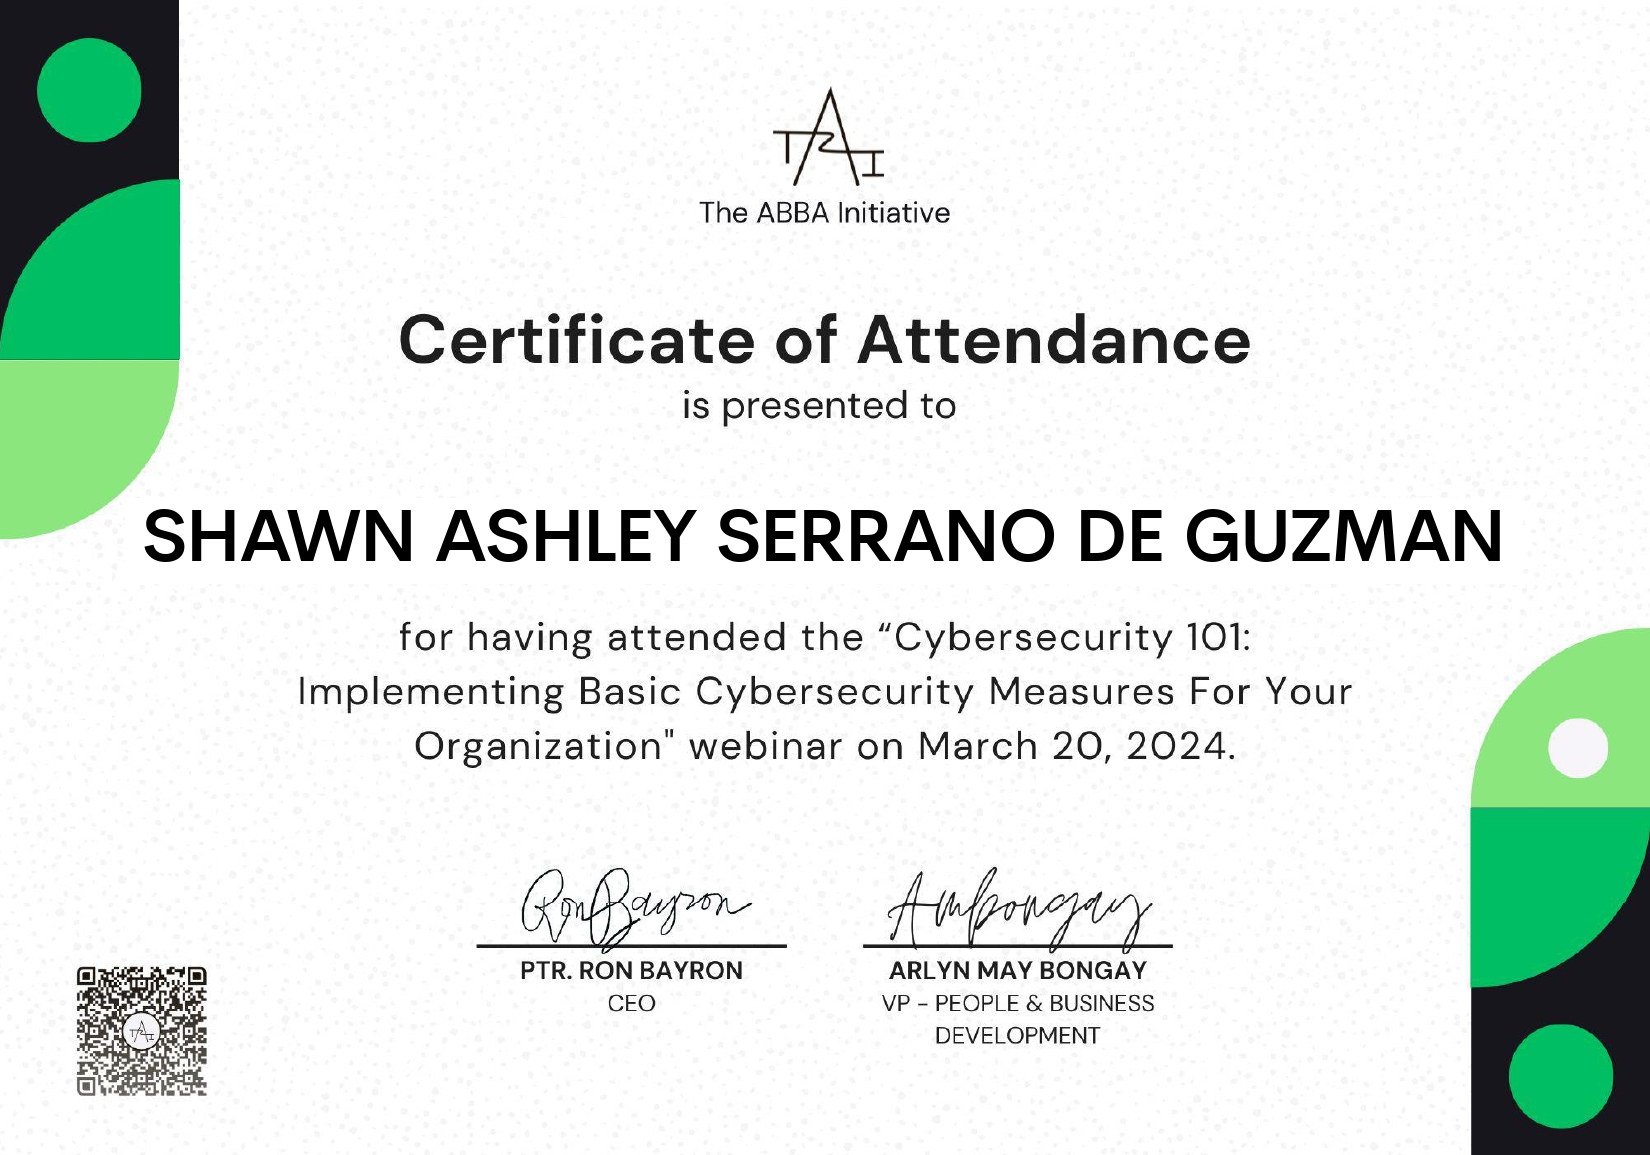 TAI
The ABBA Initiative
Certificate of Attendance
is presented to
SHAWN ASHLEY SERRANO DE GUZMAN
for having attended the “Cybersecurity 101:
Implementing Basic Cybersecurity Measures For Your
Organization" webinar on March 20, 2024.
Ron Bayron
Ambongay
PTR. RON BAYRON
CEO
ARLYN MAY BONGAY
VP - PEOPLE & BUSINESS
DEVELOPMENT